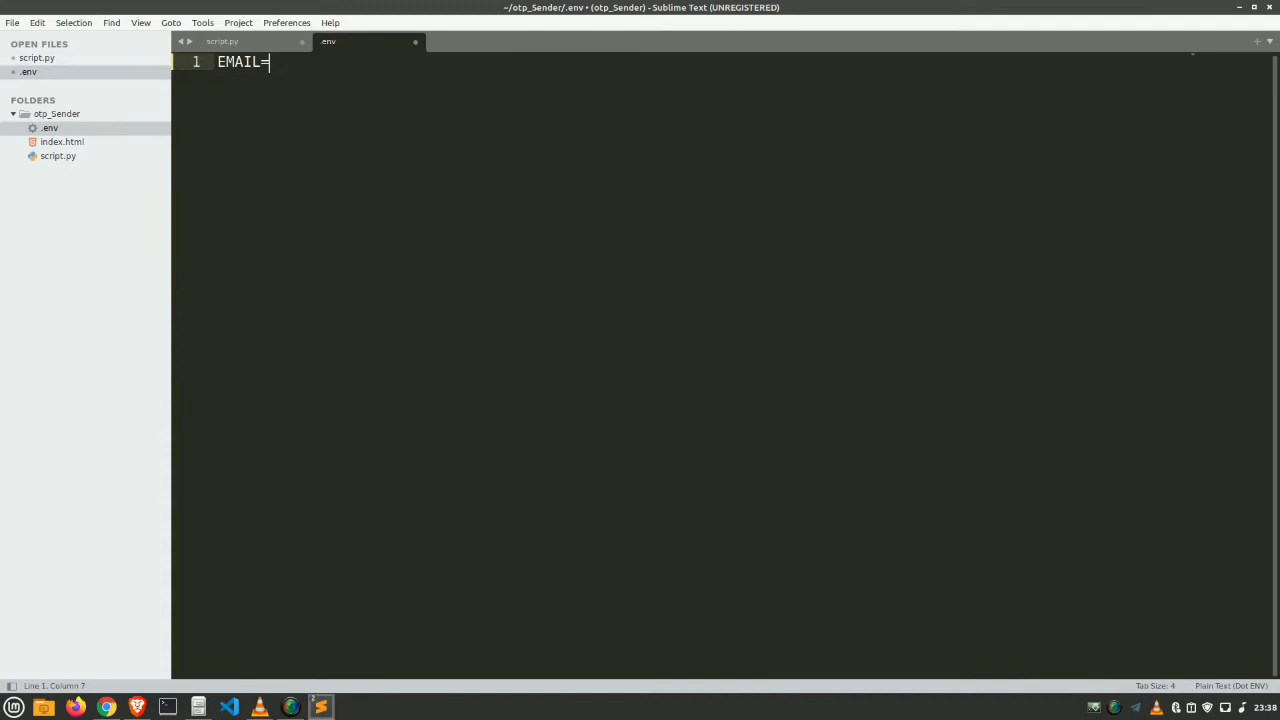 ~/otp_Sender/.env • (otp_Sender) - Sublime Text (UNREGISTERED)
File Edit Selection Find View Goto Tools Project Preferences Help
OPEN FILES
script.py
.env
FOLDERS
otp_Sender
.env
index.html
script.py
script.py .env
1 EMAIL=
Line 1, Column 7 Tab Size: 4 Plain Text (Dot ENV)
2
23:38